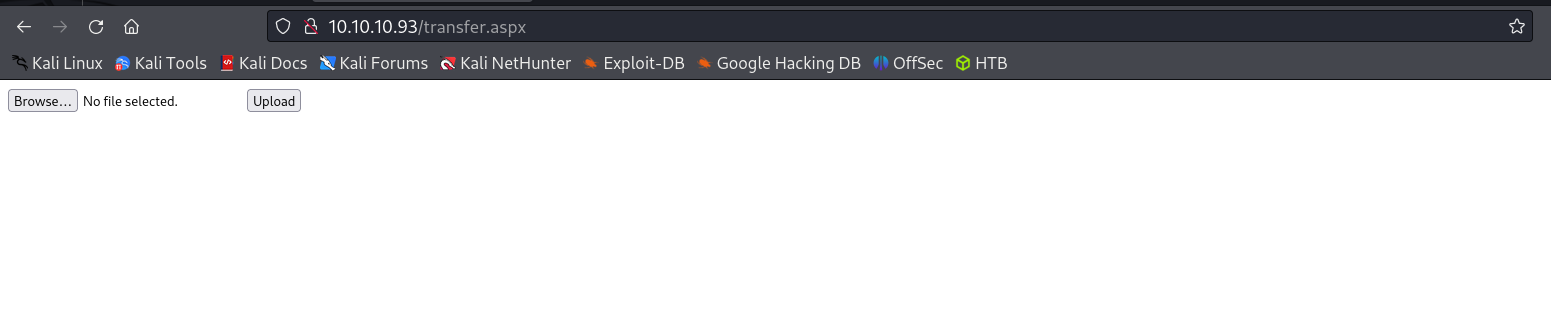 10.10.10.93/transfer.aspx
Kali Linux Kali Tools Kali Docs Kali Forums Kali NetHunter Exploit-DB Google Hacking DB OffSec HTB
Browse... No file selected. Upload